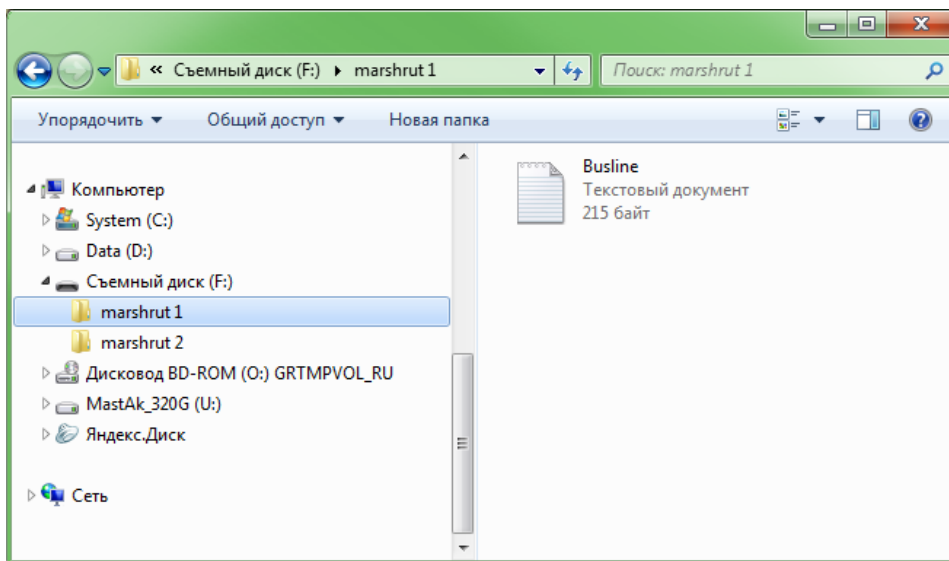 « Съемный диск (F:) ▸ marshrut 1
Поиск: marshrut 1
Упорядочить ▾ Общий доступ ▾ Новая папка
Компьютер
System (C:)
Data (D:)
Съемный диск (F:)
marshrut 1
marshrut 2
Дисковод BD-ROM (O:) GRTMPVOL_RU
MastAk_320G (U:)
Яндекс.Диск
Сеть
Busline
Текстовый документ
215 байт